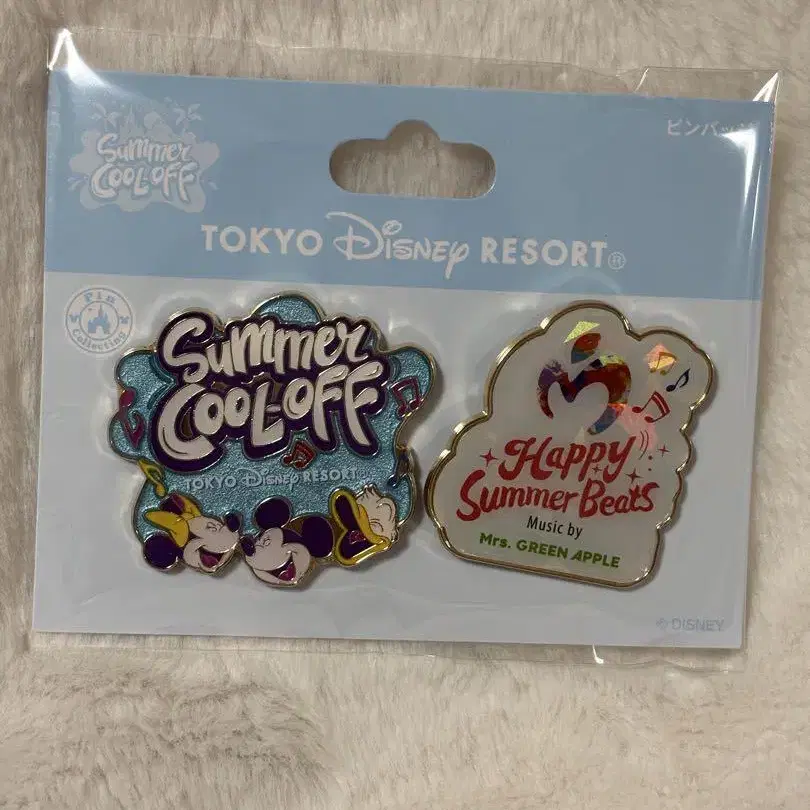 Summer
COOL-OFF
ピンバッジ
TOKYO Disney RESORT®
Pin
Collecting
Summer
COOL-OFF
TOKYO Disney RESORT
Happy
Summer Beats
Music by
Mrs. GREEN APPLE
© DISNEY